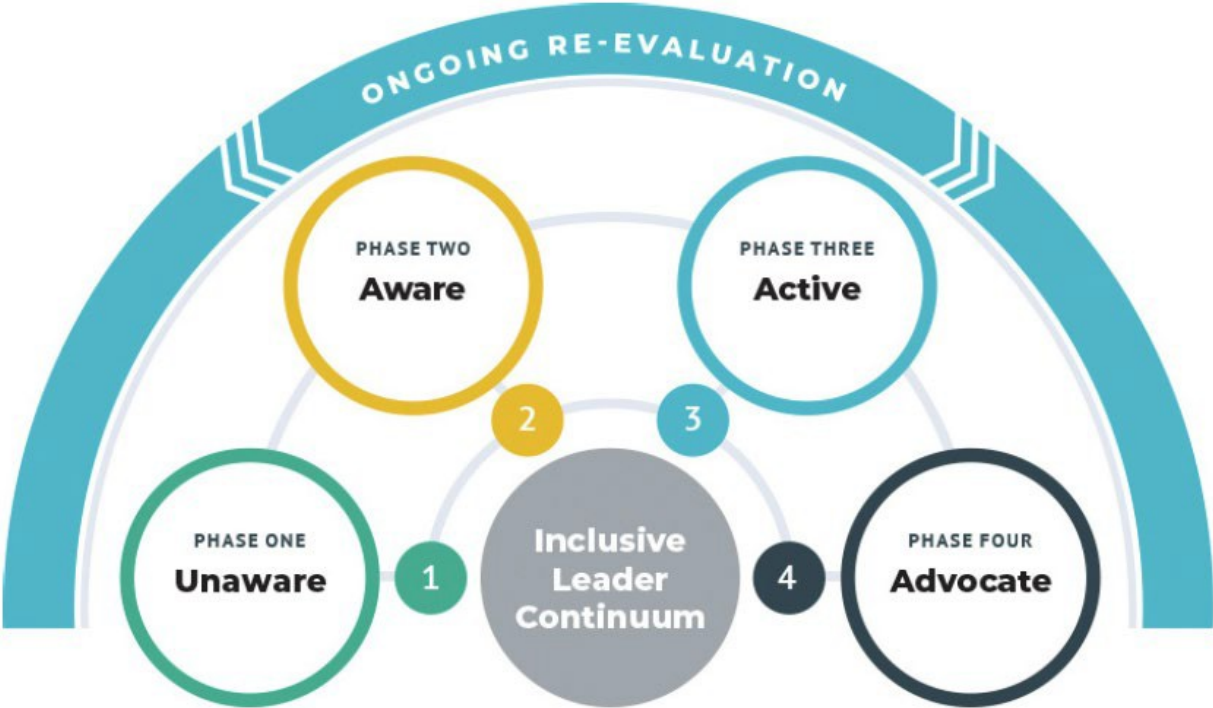 ONGOING RE-EVALUATION
PHASE ONE
Unaware
1
PHASE TWO
Aware
2
PHASE THREE
Active
3
PHASE FOUR
Advocate
4
Inclusive
Leader
Continuum